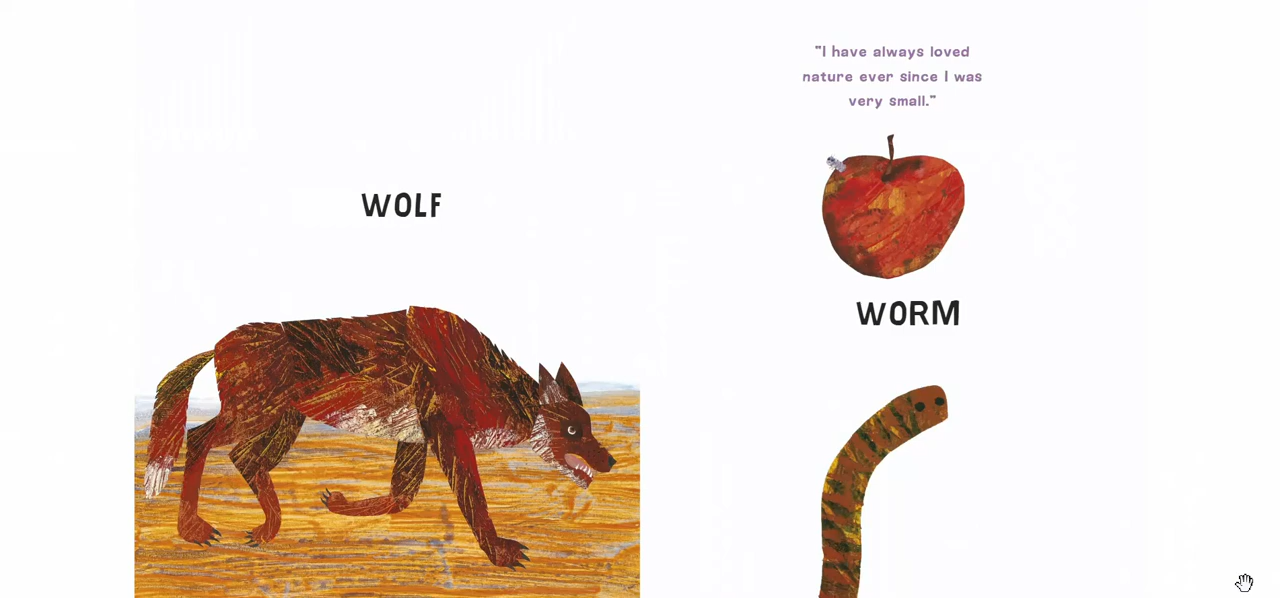 WOLF
"I have always loved
nature ever since I was
very small."
WORM